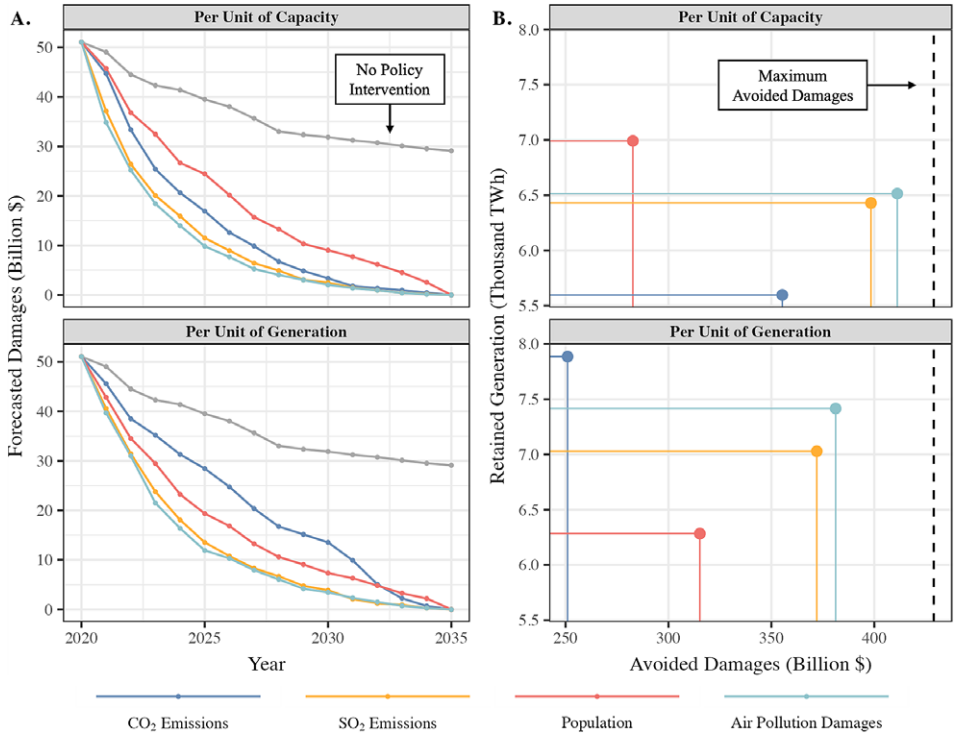 A.
Per Unit of Capacity
50
40
30
20
10
0
No Policy
Intervention
Per Unit of Generation
50
40
30
20
10
0
2020
2025
2030
2035
Year
Forecasted Damages (Billion $)
B.
Per Unit of Capacity
8.0
7.5
7.0
6.5
6.0
5.5
Maximum
Avoided Damages
Per Unit of Generation
8.0
7.5
7.0
6.5
6.0
5.5
250
300
350
400
Avoided Damages (Billion $)
Retained Generation (Thousand TWh)
CO₂ Emissions
SO₂ Emissions
Population
Air Pollution Damages